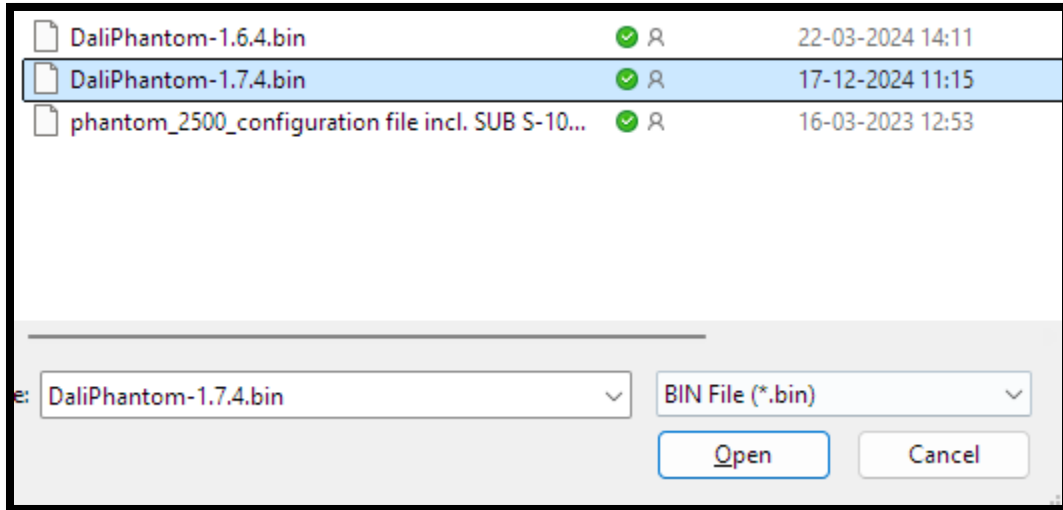 DaliPhantom-1.6.4.bin 22-03-2024 14:11
DaliPhantom-1.7.4.bin 17-12-2024 11:15
phantom_2500_configuration file incl. SUB S-10... 16-03-2023 12:53
e: DaliPhantom-1.7.4.bin BIN File (*.bin)
Open Cancel